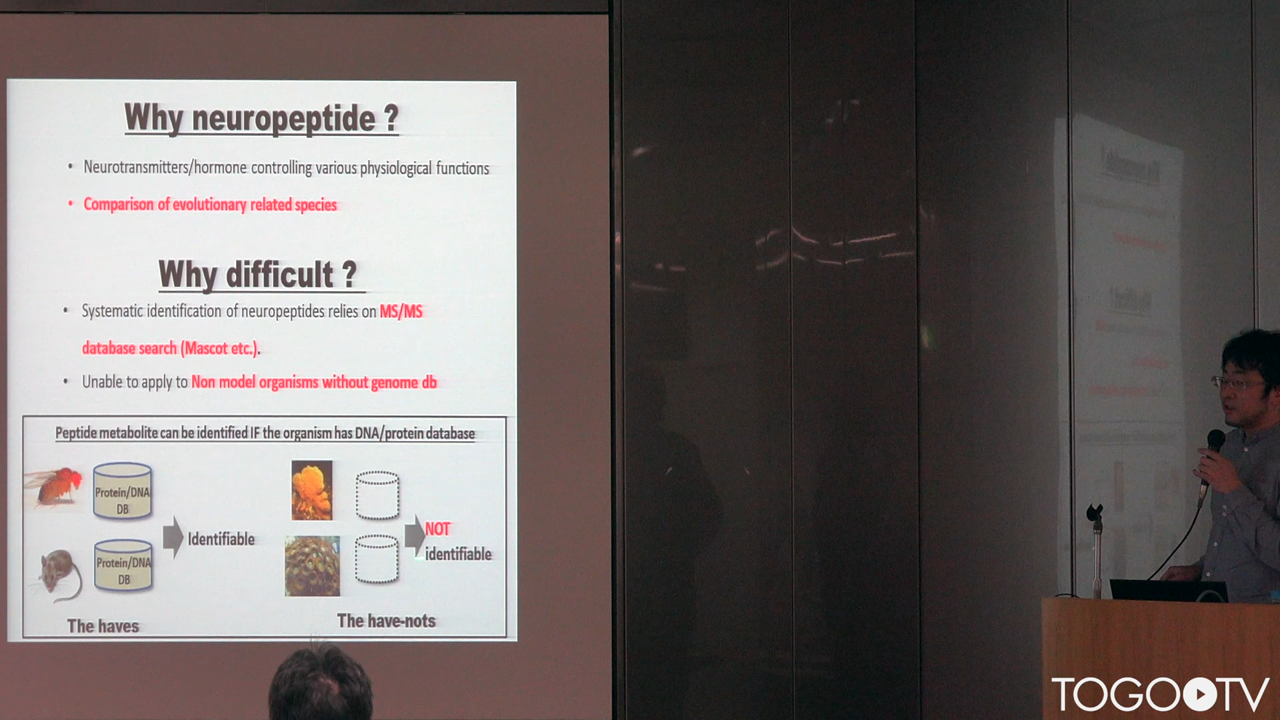 Why neuropeptide ?
• Neurotransmitters/hormone controlling various physiological functions
• Comparison of evolutionary related species
Why difficult ?
• Systematic identification of neuropeptides relies on MS/MS
database search (Mascot etc.).
• Unable to apply to Non model organisms without genome db
Peptide metabolite can be identified IF the organism has DNA/protein database
Protein/DNA
DB
Identifiable
Protein/DNA
DB
The haves
NOT
identifiable
The have-nots
TOGO TV